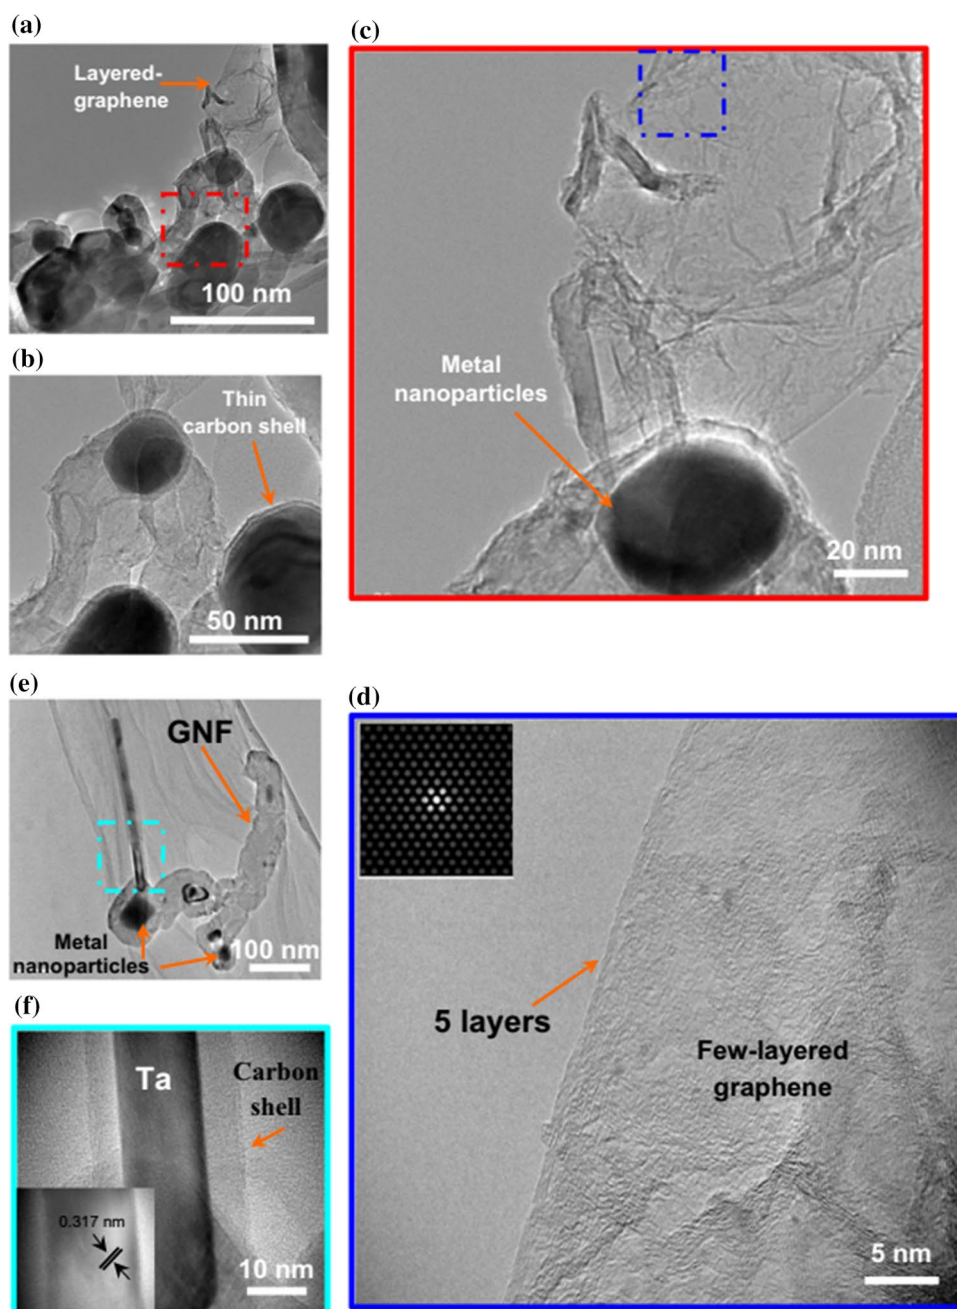 (a)
Layered-
graphene
100 nm
(b)
Thin
carbon shell
50 nm
(c)
Metal
nanoparticles
20 nm
(e)
GNF
Metal
nanoparticles
100 nm
(f)
Ta
Carbon
shell
0.317 nm
10 nm
(d)
5 layers
Few-layered
graphene
5 nm